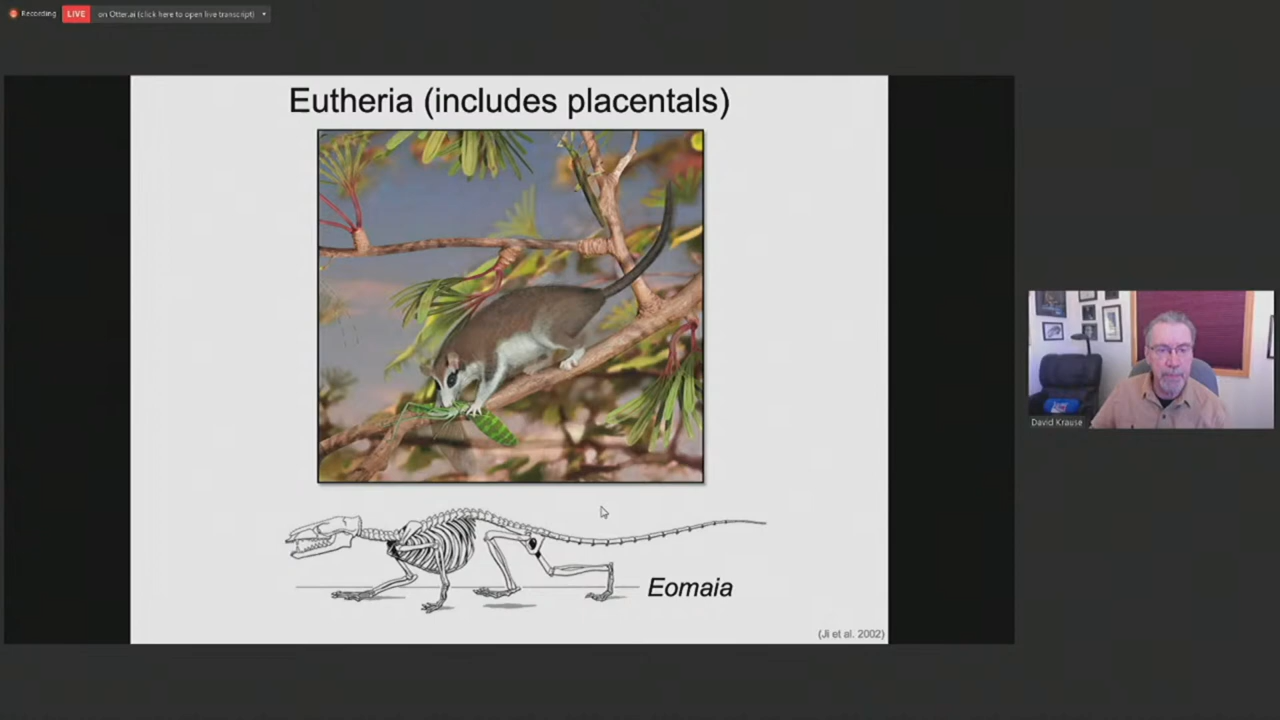 Recording
LIVE
on Otter.ai (click here to open live transcript)
Eutheria (includes placentals)
Eomaia
(Ji et al. 2002)
David Krause